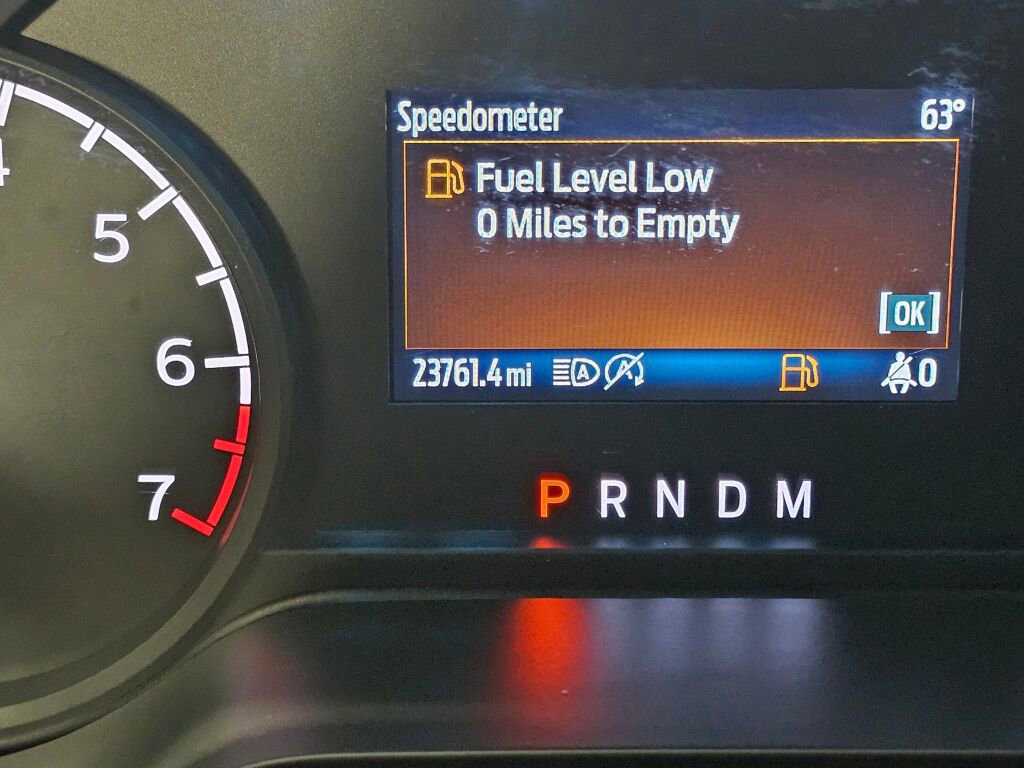 Speedometer 63°
Fuel Level Low
0 Miles to Empty
OK
23761.4 mi A A 0
5
6
7
P R N D M